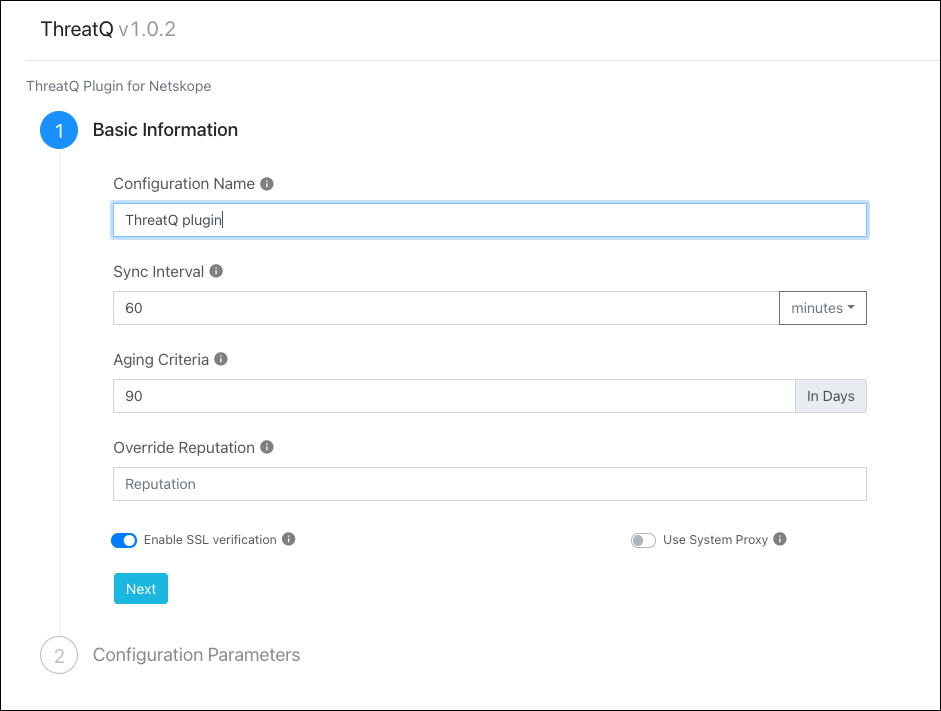 ThreatQ v1.0.2
ThreatQ Plugin for Netskope
1 Basic Information
Configuration Name
ThreatQ plugin
Sync Interval
60 minutes
Aging Criteria
90 In Days
Override Reputation
Reputation
Enable SSL verification Use System Proxy
Next
2 Configuration Parameters